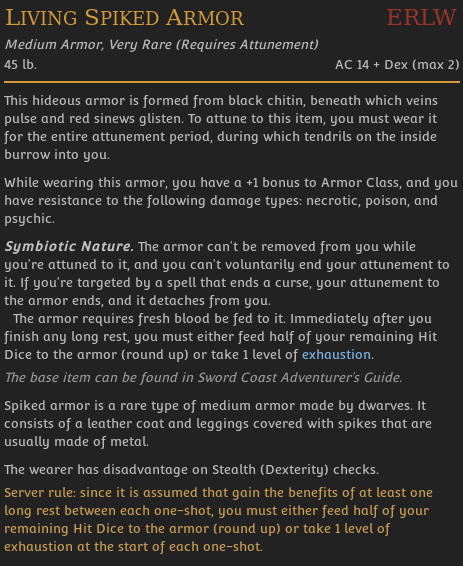 Living Spiked Armor ERLW
Medium Armor, Very Rare (Requires Attunement)
45 lb. AC 14 + Dex (max 2)
This hideous armor is formed from black chitin, beneath which veins
pulse and red sinews glisten. To attune to this item, you must wear it
for the entire attunement period, during which tendrils on the inside
burrow into you.
While wearing this armor, you have a +1 bonus to Armor Class, and you
have resistance to the following damage types: necrotic, poison, and
psychic.
Symbiotic Nature. The armor can't be removed from you while
you're attuned to it, and you can't voluntarily end your attunement to
it. If you're targeted by a spell that ends a curse, your attunement to
the armor ends, and it detaches from you.
The armor requires fresh blood be fed to it. Immediately after you
finish any long rest, you must either feed half of your remaining Hit
Dice to the armor (round up) or take 1 level of exhaustion.
The base item can be found in Sword Coast Adventurer's Guide.
Spiked armor is a rare type of medium armor made by dwarves. It
consists of a leather coat and leggings covered with spikes that are
usually made of metal.
The wearer has disadvantage on Stealth (Dexterity) checks.
Server rule: since it is assumed that gain the benefits of at least one
long rest between each one-shot, you must either feed half of your
remaining Hit Dice to the armor (round up) or take 1 level of
exhaustion at the start of each one-shot.